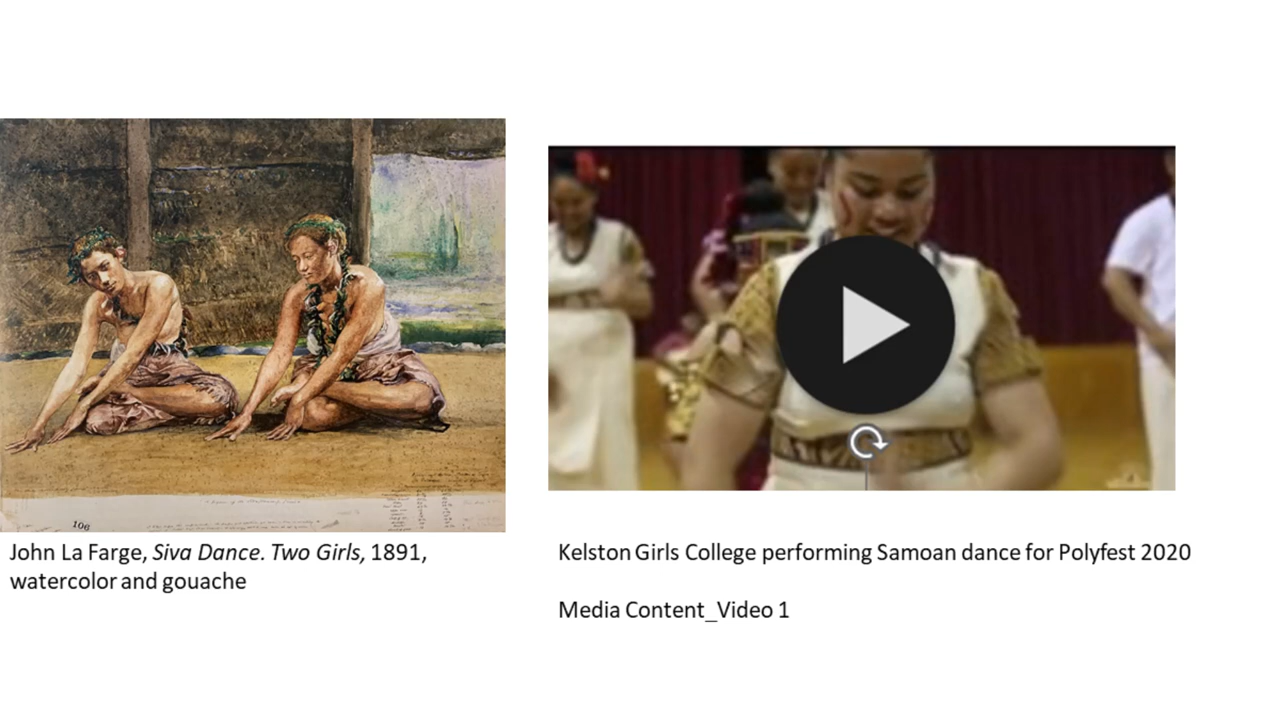 106
John La Farge, Siva Dance. Two Girls, 1891,
watercolor and gouache
Kelston Girls College performing Samoan dance for Polyfest 2020
Media Content_Video 1